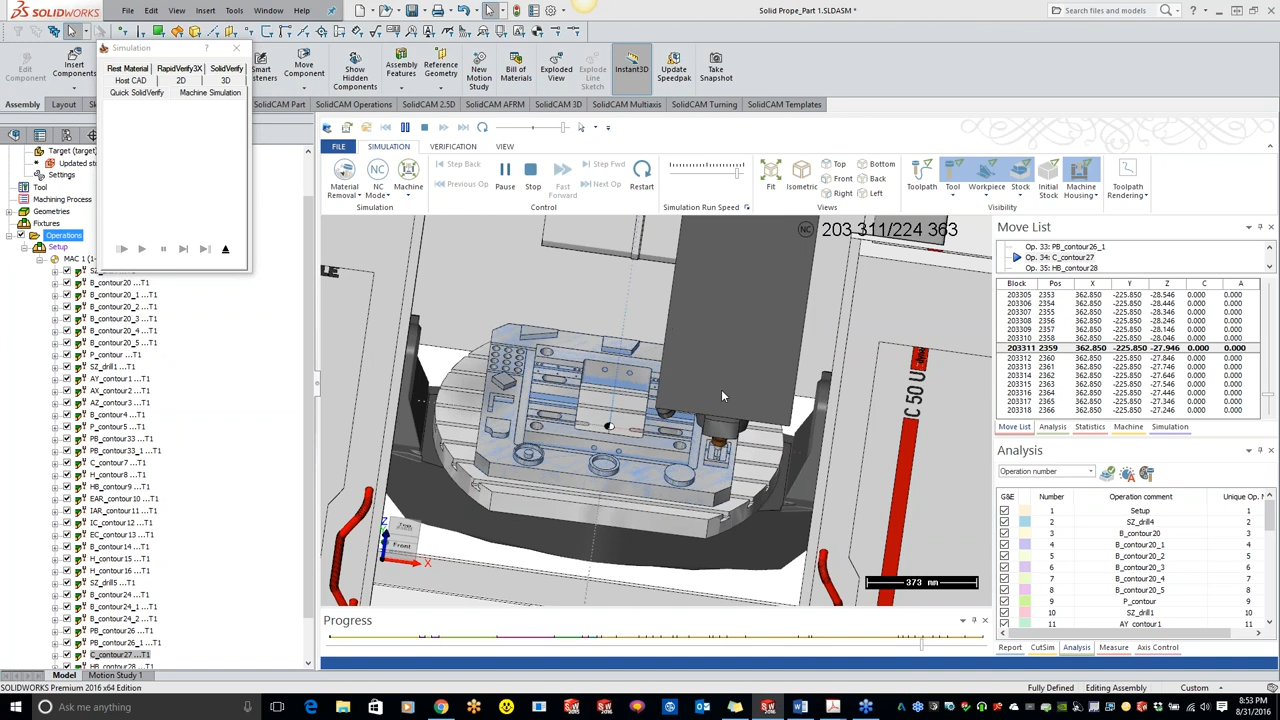 SOLIDWORKS File Edit View Insert Tools Window Help Solid Prope_Part 1.SLDASM * Search files and models
Simulation
Edit Component Insert Components Smart Fasteners Move Component Show Hidden Components Assembly Features Reference Geometry New Motion Study Bill of Materials Exploded View Explode Line Sketch Instant3D Update Speedpak Take Snapshot
Rest Material RapidVerify3X SolidVerify
Host CAD 2D 3D
Quick SolidVerify Machine Simulation
Assembly Layout SolidCAM Part SolidCAM Operations SolidCAM 2.5D SolidCAM AFRM SolidCAM 3D SolidCAM Multiaxis SolidCAM Turning SolidCAM Templates
Target (target)
Settings
Tool
Machining Process
Geometries
Fixtures
Operations
Setup
B_contour20 ...T1
B_contour20_1 ...T1
B_contour20_2 ...T1
B_contour20_3 ...T1
B_contour20_4 ...T1
B_contour20_5 ...T1
P_contour ...T1
SZ_drill1 ...T1
AY_contour1 ...T1
AX_contour2 ...T1
AZ_contour3 ...T1
B_contour4 ...T1
P_contour5 ...T1
PB_contour33 ...T1
PB_contour33_1 ...T1
C_contour7 ...T1
H_contour8 ...T1
HB_contour9 ...T1
EAR_contour10 ...T1
IAR_contour11 ...T1
IC_contour12 ...T1
EC_contour13 ...T1
B_contour14 ...T1
H_contour15 ...T1
H_contour16 ...T1
SZ_drill5 ...T1
B_contour24 ...T1
B_contour24_1 ...T1
B_contour24_2 ...T1
PB_contour26 ...T1
PB_contour26_1 ...T1
C_contour27 ...T1
HB_contour28 ...T1
FILE SIMULATION VERIFICATION VIEW
Material Removal NC Mode Machine Step Back Previous Op Pause Stop Fast Forward Step Fwd Next Op Restart Fit Isometric Top Front Right Bottom Back Left Toolpath Tool Workpiece Stock Initial Stock Machine Housing Toolpath Rendering
Simulation Control Simulation Run Speed Views Visibility
NC 203 311/224 363
C 50 U
Front
Z
X
373 mm
Move List
Op. 33: PB_contour26_1
Op. 34: C_contour27
Op. 35: HB_contour28
Block Pos X Y Z C A
203305 2353 362.850 -225.850 -28.546 0.000 0.000
203306 2354 362.850 -225.850 -28.446 0.000 0.000
203307 2355 362.850 -225.850 -28.346 0.000 0.000
203308 2356 362.850 -225.850 -28.246 0.000 0.000
203309 2357 362.850 -225.850 -28.146 0.000 0.000
203310 2358 362.850 -225.850 -28.046 0.000 0.000
203311 2359 362.850 -225.850 -27.946 0.000 0.000
203312 2360 362.850 -225.850 -27.846 0.000 0.000
203313 2361 362.850 -225.850 -27.746 0.000 0.000
203314 2362 362.850 -225.850 -27.646 0.000 0.000
203315 2363 362.850 -225.850 -27.546 0.000 0.000
203316 2364 362.850 -225.850 -27.446 0.000 0.000
203317 2365 362.850 -225.850 -27.346 0.000 0.000
203318 2366 362.850 -225.850 -27.246 0.000 0.000
Move List Analysis Statistics Machine Simulation
Analysis
Operation number
G&E Number Operation comment Unique Op.
1 Setup 1
2 SZ_drill4 2
3 B_contour20 3
4 B_contour20_1 4
5 B_contour20_2 5
6 B_contour20_3 6
7 B_contour20_4 7
8 B_contour20_5 8
9 P_contour 9
10 SZ_drill1 10
11 AY_contour1 11
Report CutSim Analysis Measure Axis Control
Progress
Model Motion Study 1
SOLIDWORKS Premium 2016 x64 Edition Fully Defined Editing Assembly Custom
Ask me anything 8:53 PM
8/31/2016